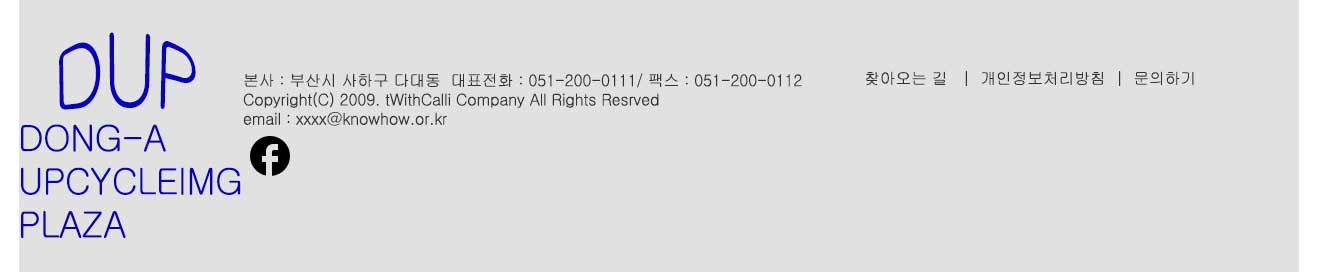 DUP
DONG-A
UPCYCLEIMG
PLAZA
본사 : 부산시 사하구 다대동 대표전화 : 051-200-0111/ 팩스 : 051-200-0112
Copyright(C) 2009. tWithCalli Company All Rights Resrved
email : xxxx@knowhow.or.kr
찾아오는 길 | 개인정보처리방침 | 문의하기